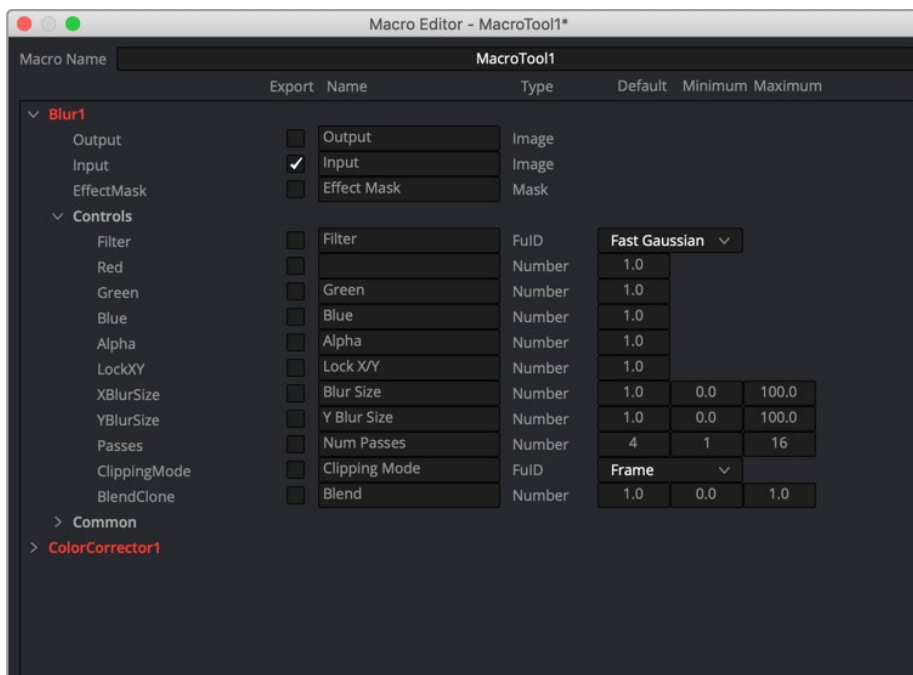 Macro Editor - MacroTool1*
Macro Name MacroTool1
Export Name Type Default Minimum Maximum
Blur1
Output Output Image
Input Input Image
EffectMask Effect Mask Mask
Controls
Filter Filter FuID Fast Gaussian
Red Number 1.0
Green Green Number 1.0
Blue Blue Number 1.0
Alpha Alpha Number 1.0
LockXY Lock X/Y Number 1.0
XBlurSize Blur Size Number 1.0 0.0 100.0
YBlurSize Y Blur Size Number 1.0 0.0 100.0
Passes Num Passes Number 4 1 16
ClippingMode Clipping Mode FuID Frame
BlendClone Blend Number 1.0 0.0 1.0
Common
ColorCorrector1